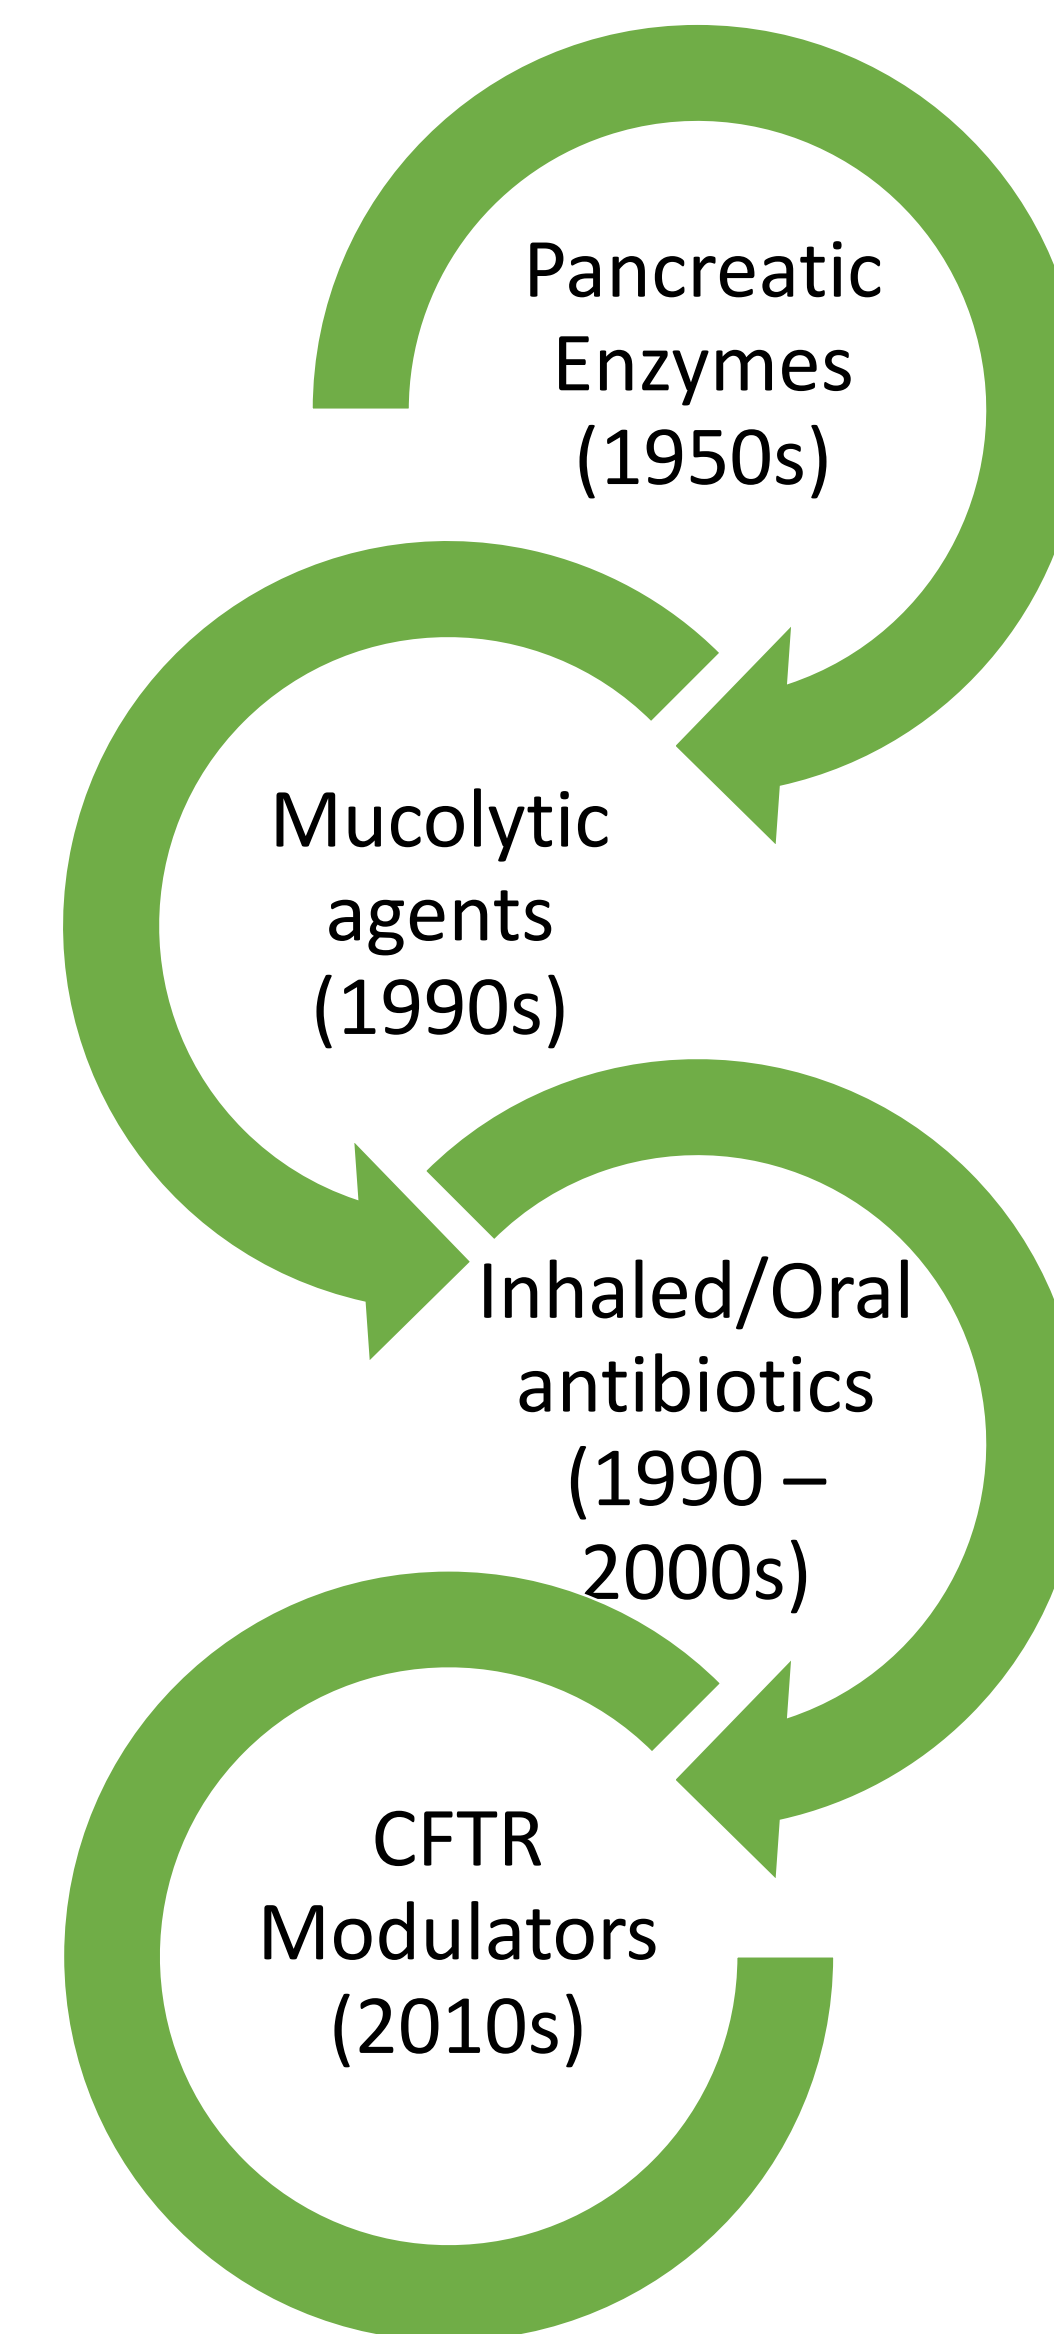 Pancreatic
Enzymes
(1950s)
Mucolytic
agents
(1990s)
Inhaled/Oral
antibiotics
(1990 –
2000s)
CFTR
Modulators
(2010s)